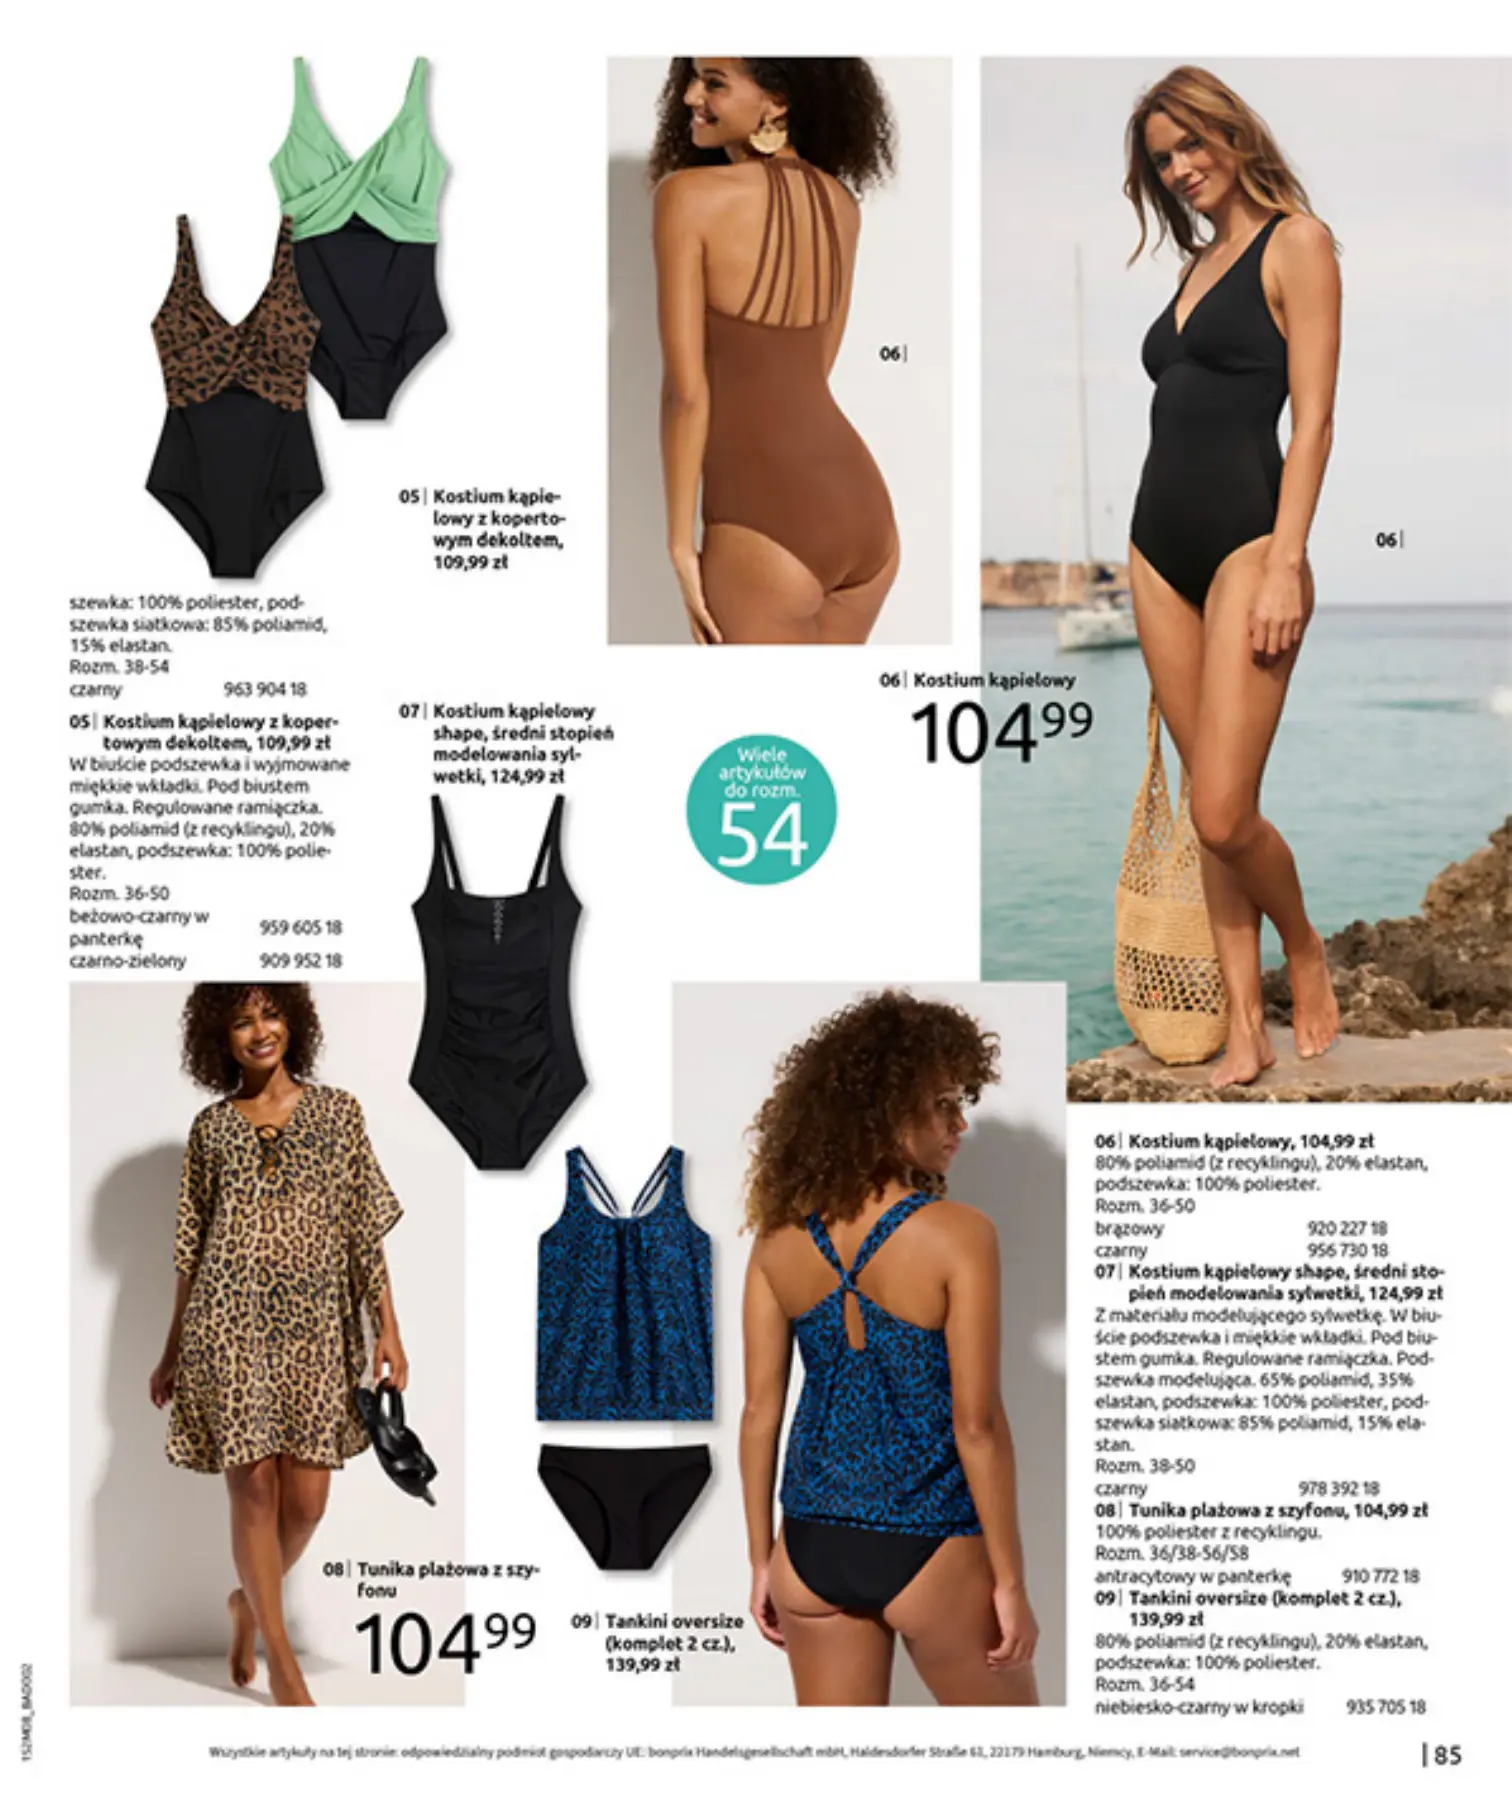 05| Kostium kąpie-
lowy z koperto-
wym dekoltem,
109,99 zł
szewka: 100% poliester, pod-
szewka siatkowa: 85% poliamid,
15% elastan.
Rozm. 38-54
czarny 963 904 18
05| Kostium kąpielowy z koper-
towym dekoltem, 109,99 zł
W biuście podszewka i wyjmowane
miękkie wkładki. Pod biustem
gumka. Regulowane ramiączka.
80% poliamid (z recyklingu), 20%
elastan, podszewka: 100% polie-
ster.
Rozm. 36-50
beżowo-czarny w
panterkę 959 605 18
czarno-zielony 909 952 18
07| Kostium kąpielowy
shape, średni stopień
modelowania syl-
wetki, 124,99 zł
Wiele
artykułów
do rozm.
54
06|
06|
06| Kostium kąpielowy
104 99
08| Tunika plażowa z szy-
fonu
104 99
09| Tankini oversize
(komplet 2 cz.),
139,99 zł
06| Kostium kąpielowy, 104,99 zł
80% poliamid (z recyklingu), 20% elastan,
podszewka: 100% poliester.
Rozm. 36-50
brązowy 920 227 18
czarny 956 730 18
07| Kostium kąpielowy shape, średni sto-
pień modelowania sylwetki, 124,99 zł
Z materiału modelującego sylwetkę. W biu-
ście podszewka i miękkie wkładki. Pod biu-
stem gumka. Regulowane ramiączka. Pod-
szewka modelująca. 65% poliamid, 35%
elastan, podszewka: 100% poliester, pod-
szewka siatkowa: 85% poliamid, 15% ela-
stan.
Rozm. 38-50
czarny 978 392 18
08| Tunika plażowa z szyfonu, 104,99 zł
100% poliester z recyklingu.
Rozm. 36/38-56/58
antracytowy w panterkę 910 772 18
09| Tankini oversize (komplet 2 cz.),
139,99 zł
80% poliamid (z recyklingu), 20% elastan,
podszewka: 100% poliester.
Rozm. 36-54
niebiesko-czarny w kropki 935 705 18
152M08_BAD002
Wszystkie artykuły na tej stronie: odpowiedzialny podmiot gospodarczy UE: bonprix Handelsgesellschaft mbH, Haldesdorfer Straße 61, 22179 Hamburg, Niemcy, E-Mail: service@bonprix.net
| 85